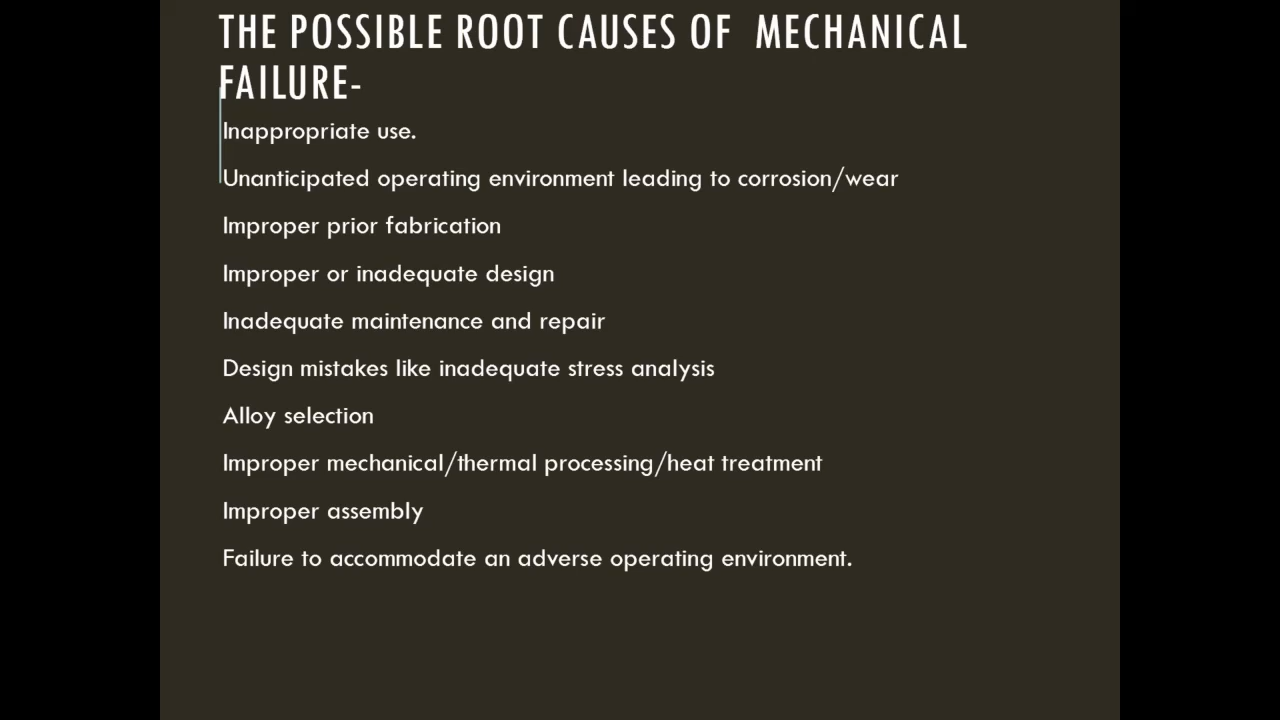 THE POSSIBLE ROOT CAUSES OF MECHANICAL
FAILURE-
Inappropriate use.
Unanticipated operating environment leading to corrosion/wear
Improper prior fabrication
Improper or inadequate design
Inadequate maintenance and repair
Design mistakes like inadequate stress analysis
Alloy selection
Improper mechanical/thermal processing/heat treatment
Improper assembly
Failure to accommodate an adverse operating environment.